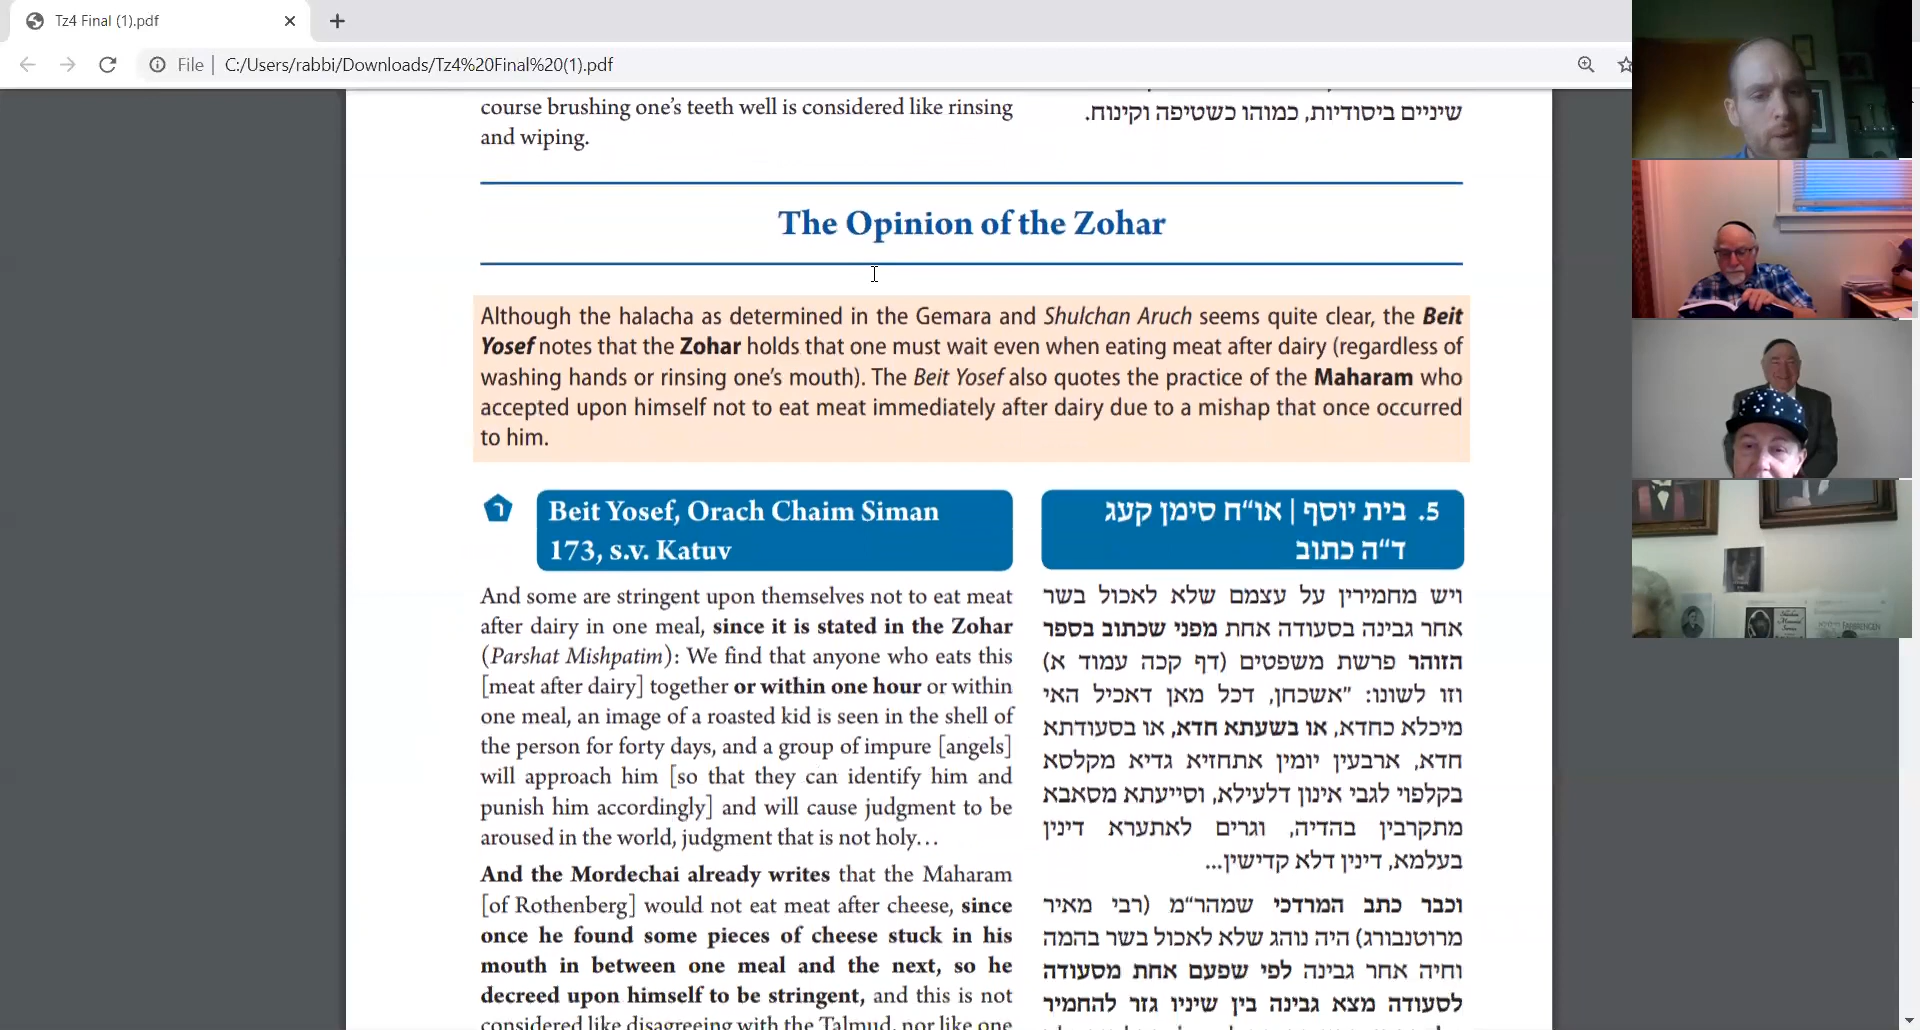 Tz4 Final (1).pdf
File | C:/Users/rabbi/Downloads/Tz4%20Final%20(1).pdf
course brushing one's teeth well is considered like rinsing
and wiping.
שיניים ביסודיות, כמוהו כשטיפה וקינוח.
The Opinion of the Zohar
Although the halacha as determined in the Gemara and Shulchan Aruch seems quite clear, the Beit
Yosef notes that the Zohar holds that one must wait even when eating meat after dairy (regardless of
washing hands or rinsing one's mouth). The Beit Yosef also quotes the practice of the Maharam who
accepted upon himself not to eat meat immediately after dairy due to a mishap that once occurred
to him.
ר
Beit Yosef, Orach Chaim Siman
173, s.v. Katuv
And some are stringent upon themselves not to eat meat
after dairy in one meal, since it is stated in the Zohar
(Parshat Mishpatim): We find that anyone who eats this
[meat after dairy] together or within one hour or within
one meal, an image of a roasted kid is seen in the shell of
the person for forty days, and a group of impure [angels]
will approach him [so that they can identify him and
punish him accordingly] and will cause judgment to be
aroused in the world, judgment that is not holy…
And the Mordechai already writes that the Maharam
[of Rothenberg] would not eat meat after cheese, since
once he found some pieces of cheese stuck in his
mouth in between one meal and the next, so he
decreed upon himself to be stringent, and this is not
considered like disagreeing with the Talmud, nor like one
5. בית יוסף | או"ח סימן קעג
ד"ה כתוב
ויש מחמירין על עצמם שלא לאכול בשר
אחר גבינה בסעודה אחת מפני שכתוב בספר
הזוהר פרשת משפטים (דף קכה עמוד א)
וזו לשונו: "אשכחן, דכל מאן דאכיל האי
מיכלא כחדא, או בשעתא חדא, או בסעודתא
חדא, ארבעין יומין אתחזיא גדיא מקלסא
בקלפוי לגבי אינון דלעילא, וסייעתא מסאבא
מתקרבין בהדיה, וגרים לאתערא דינין
בעלמא, דינין דלא קדישין...
וכבר כתב המרדכי שמהר"מ (רבי מאיר
מרוטנבורג) היה נוהג שלא לאכול בשר בהמה
וחיה אחר גבינה לפי שפעם אחת מסעודה
לסעודה מצא גבינה בין שיניו גזר להחמיר